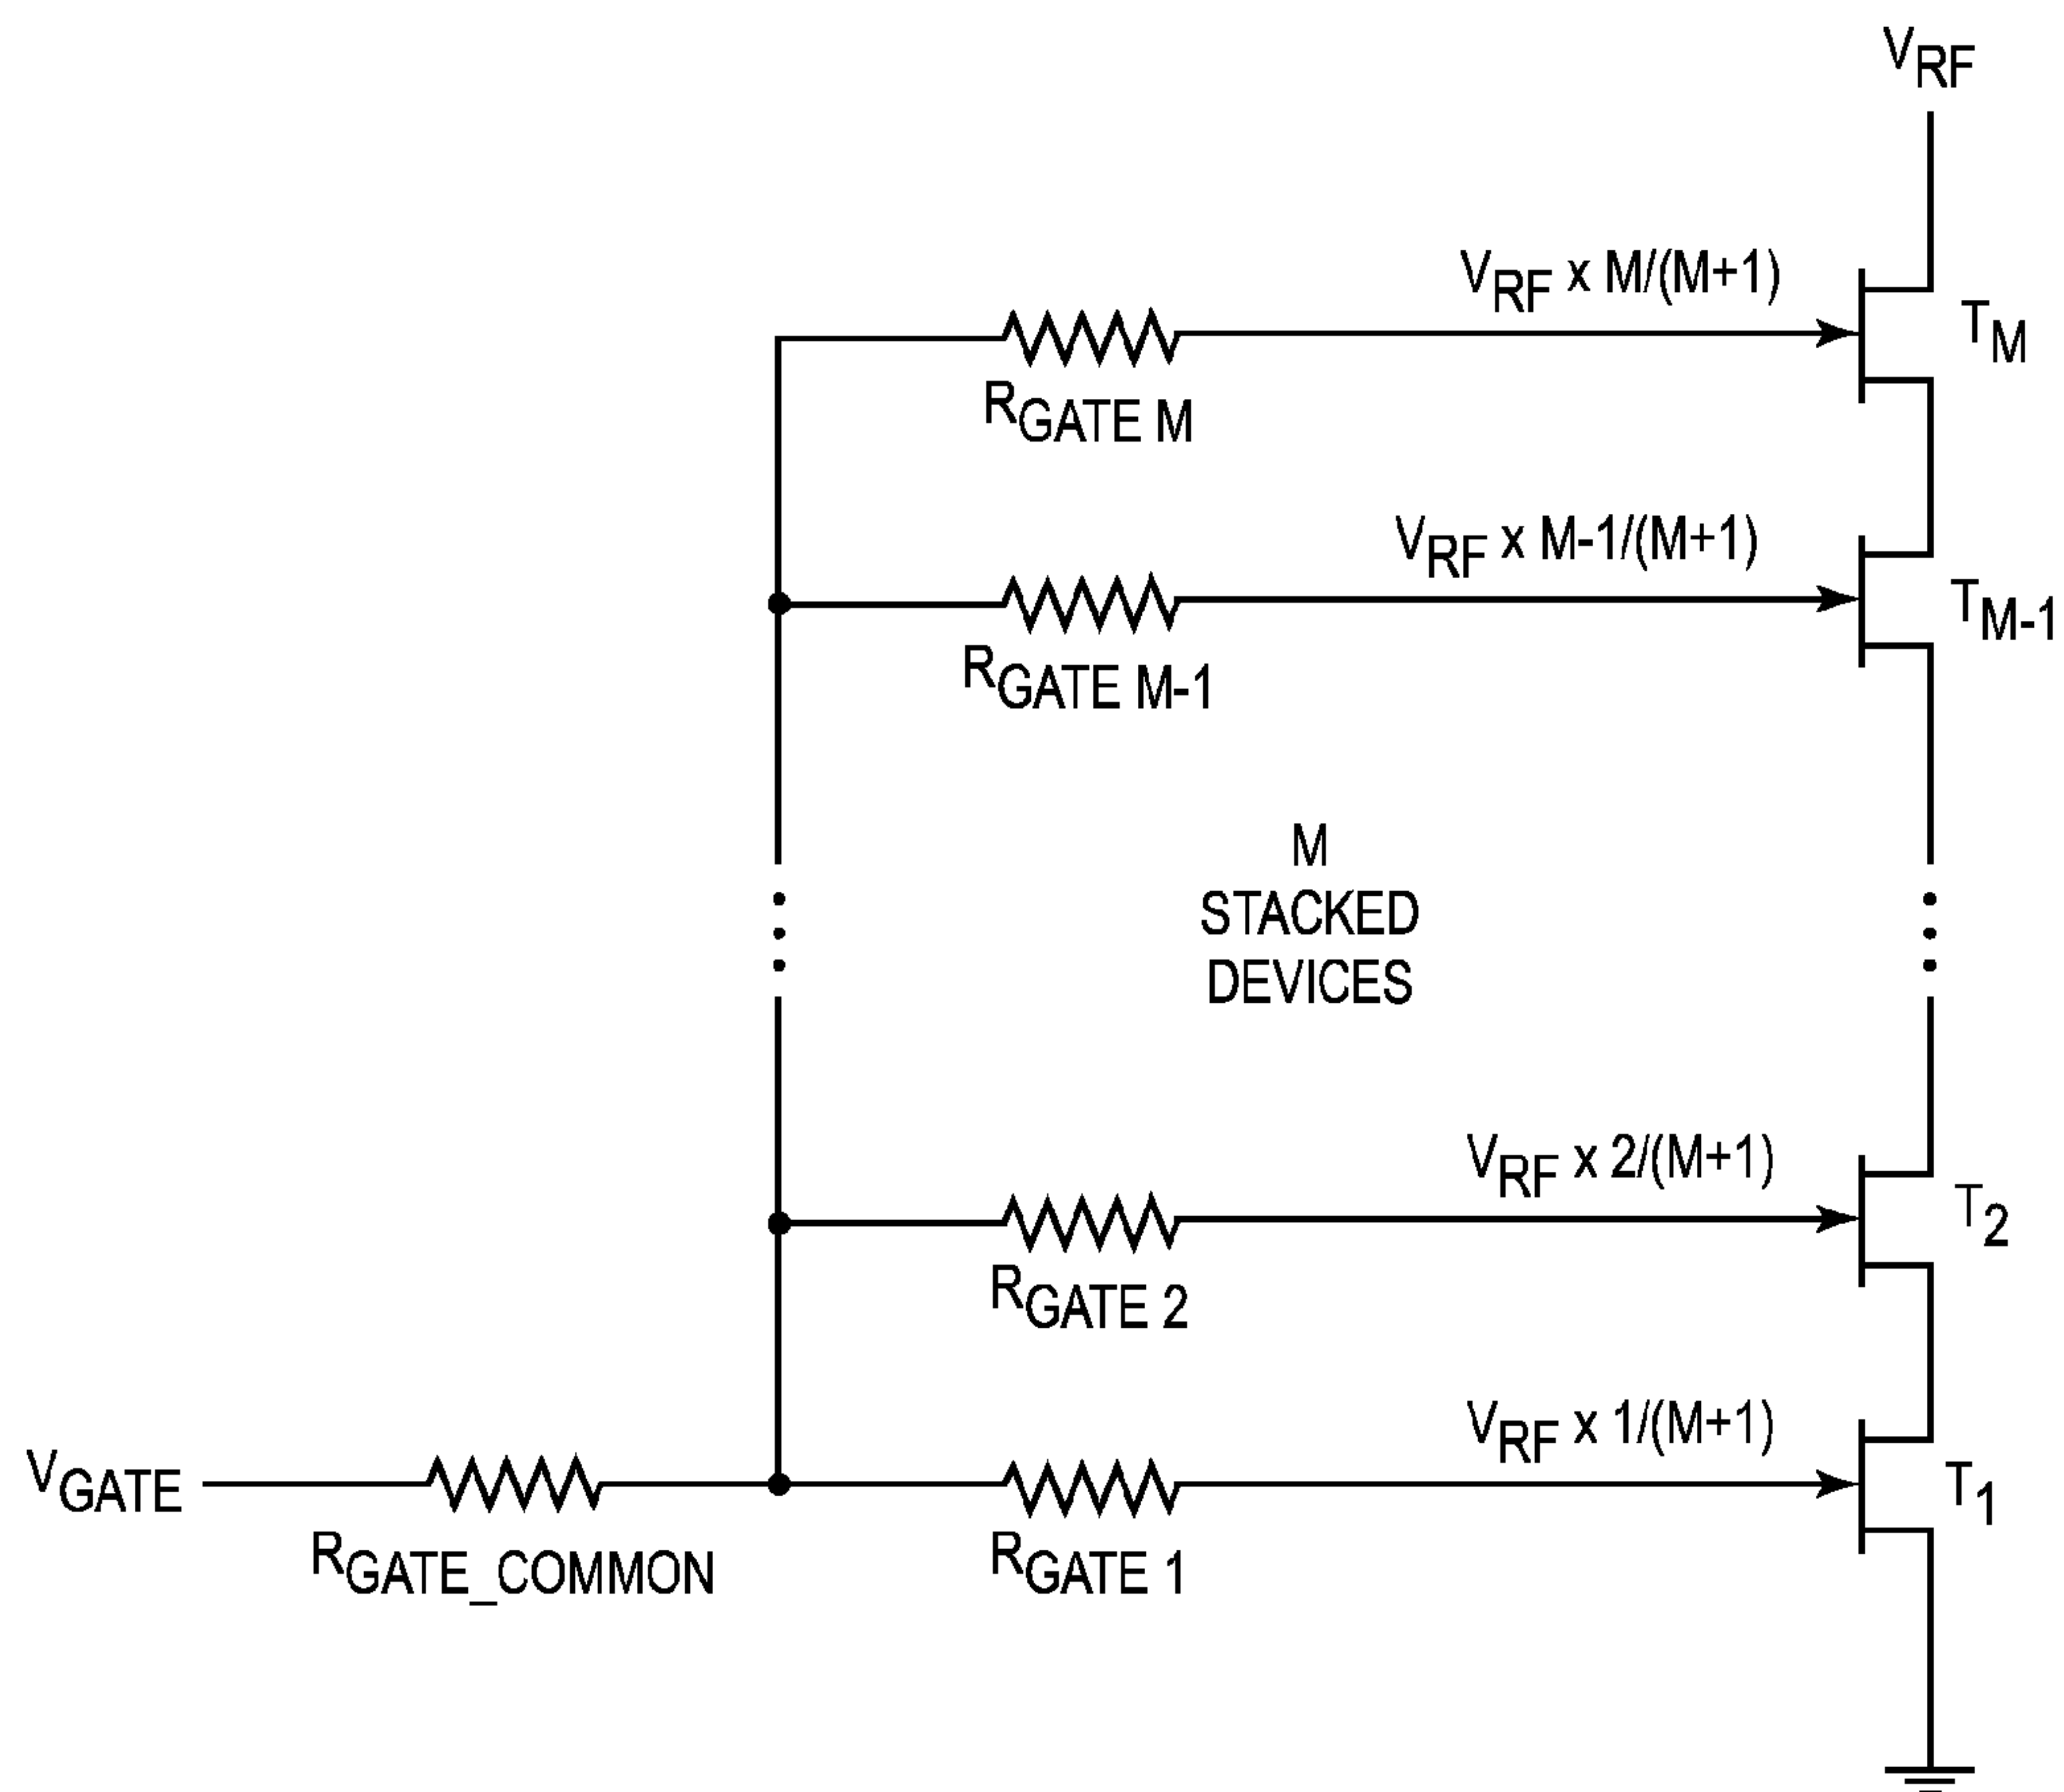 VRF
VRF x M/(M+1)
TM
RGATE M
VRF x M-1/(M+1)
TM-1
RGATE M-1
M
STACKED
DEVICES
VRF x 2/(M+1)
T2
RGATE 2
VRF x 1/(M+1)
VGATE
T1
RGATE_COMMON
RGATE 1